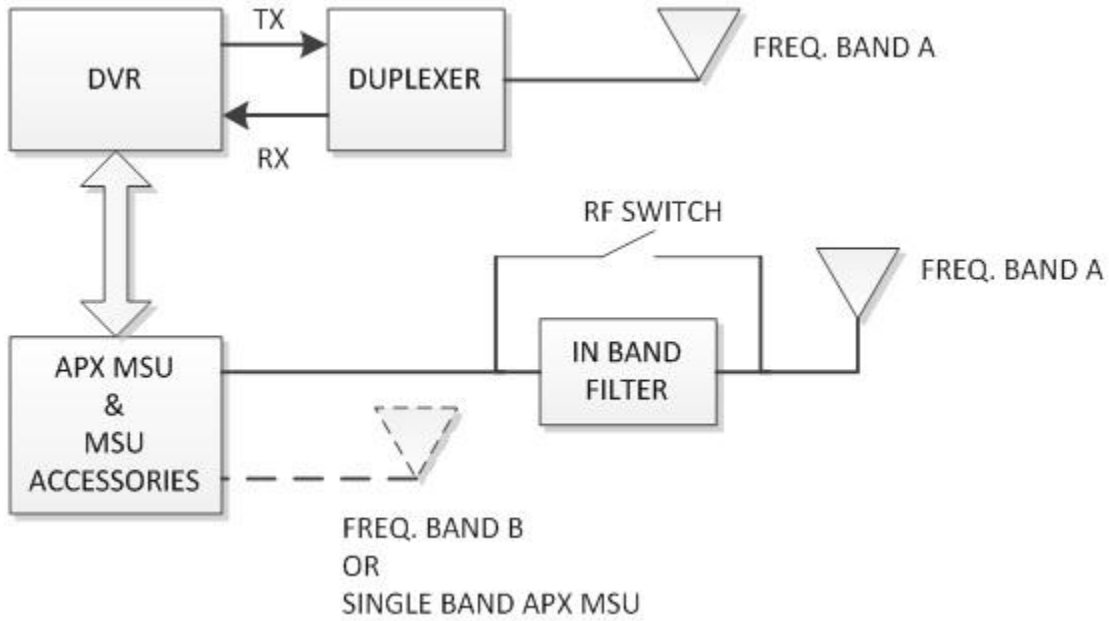 TX
DVR
DUPLEXER
FREQ. BAND A
RX
RF SWITCH
FREQ. BAND A
IN BAND
FILTER
APX MSU
&
MSU
ACCESSORIES
FREQ. BAND B
OR
SINGLE BAND APX MSU